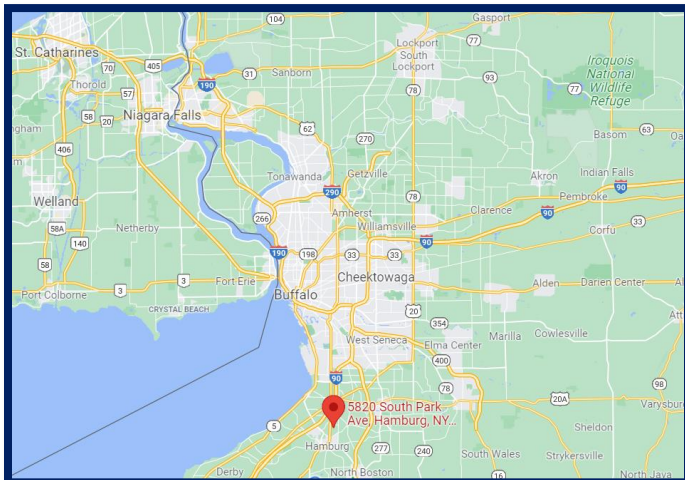 104
Gasport
St. Catharines
Lockport
77
South
Lockport
Iroquois
National
Wildlife
Refuge
70
405
31
Sanborn
190
93
77
Thorold
57
78
58
20
Niagara Falls
62
63
270
Basom
406
Tonawanda
Getzville
Akron
Indian Falls
290
78
90
Welland
Amherst
Clarence
Pembroke
266
90
58A
Netherby
Williamsville
33
140
190
198
33
33
90
Corfu
58
3
Fort Erie
Cheektowaga
3
Alden
Darien Center
Port Colborne
Buffalo
CRYSTAL BEACH
20
354
West Seneca
Marilla
Cowlesville
Elma Center
400
90
78
98
5820 South Park
Ave, Hamburg, NY...
20A
Varysbur
5
Sheldon
Hamburg
277
240
South Wales
Strykersville
Derby
North Boston
16
North Java